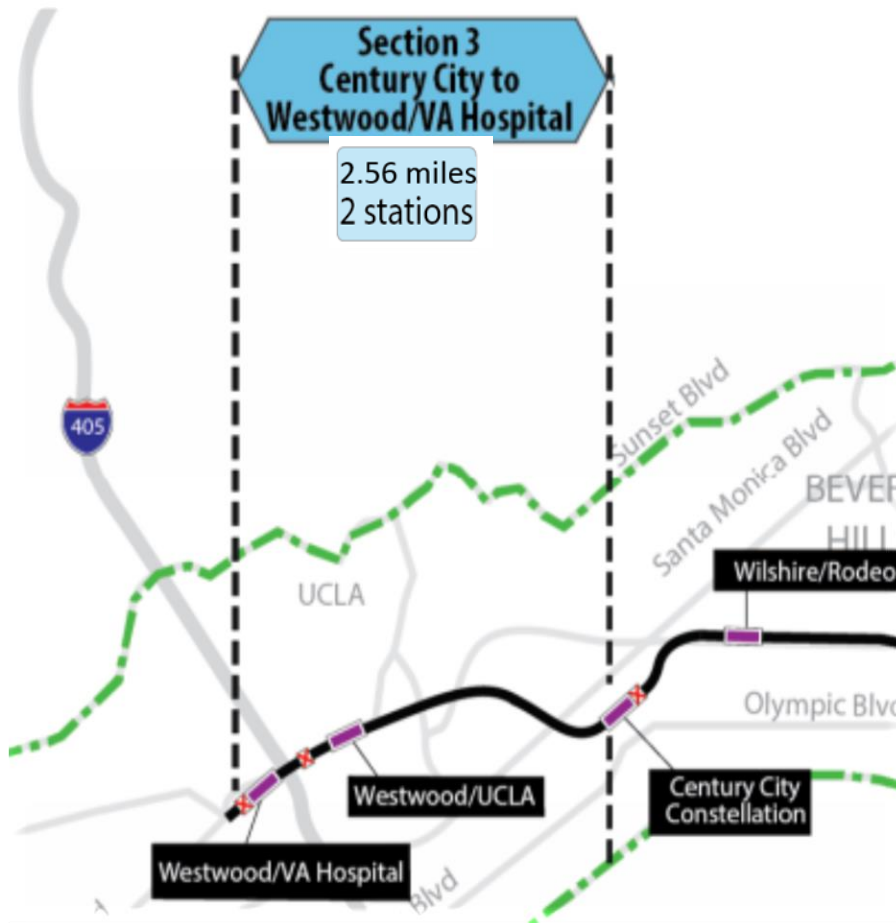 Section 3
Century City to
Westwood/VA Hospital
2.56 miles
2 stations
405
Sunset Blvd
Santa Monica Blvd
BEVER
HILL
UCLA
Wilshire/Rodeo
Olympic Blvd
Westwood/UCLA
Century City
Constellation
Westwood/VA Hospital
Blvd